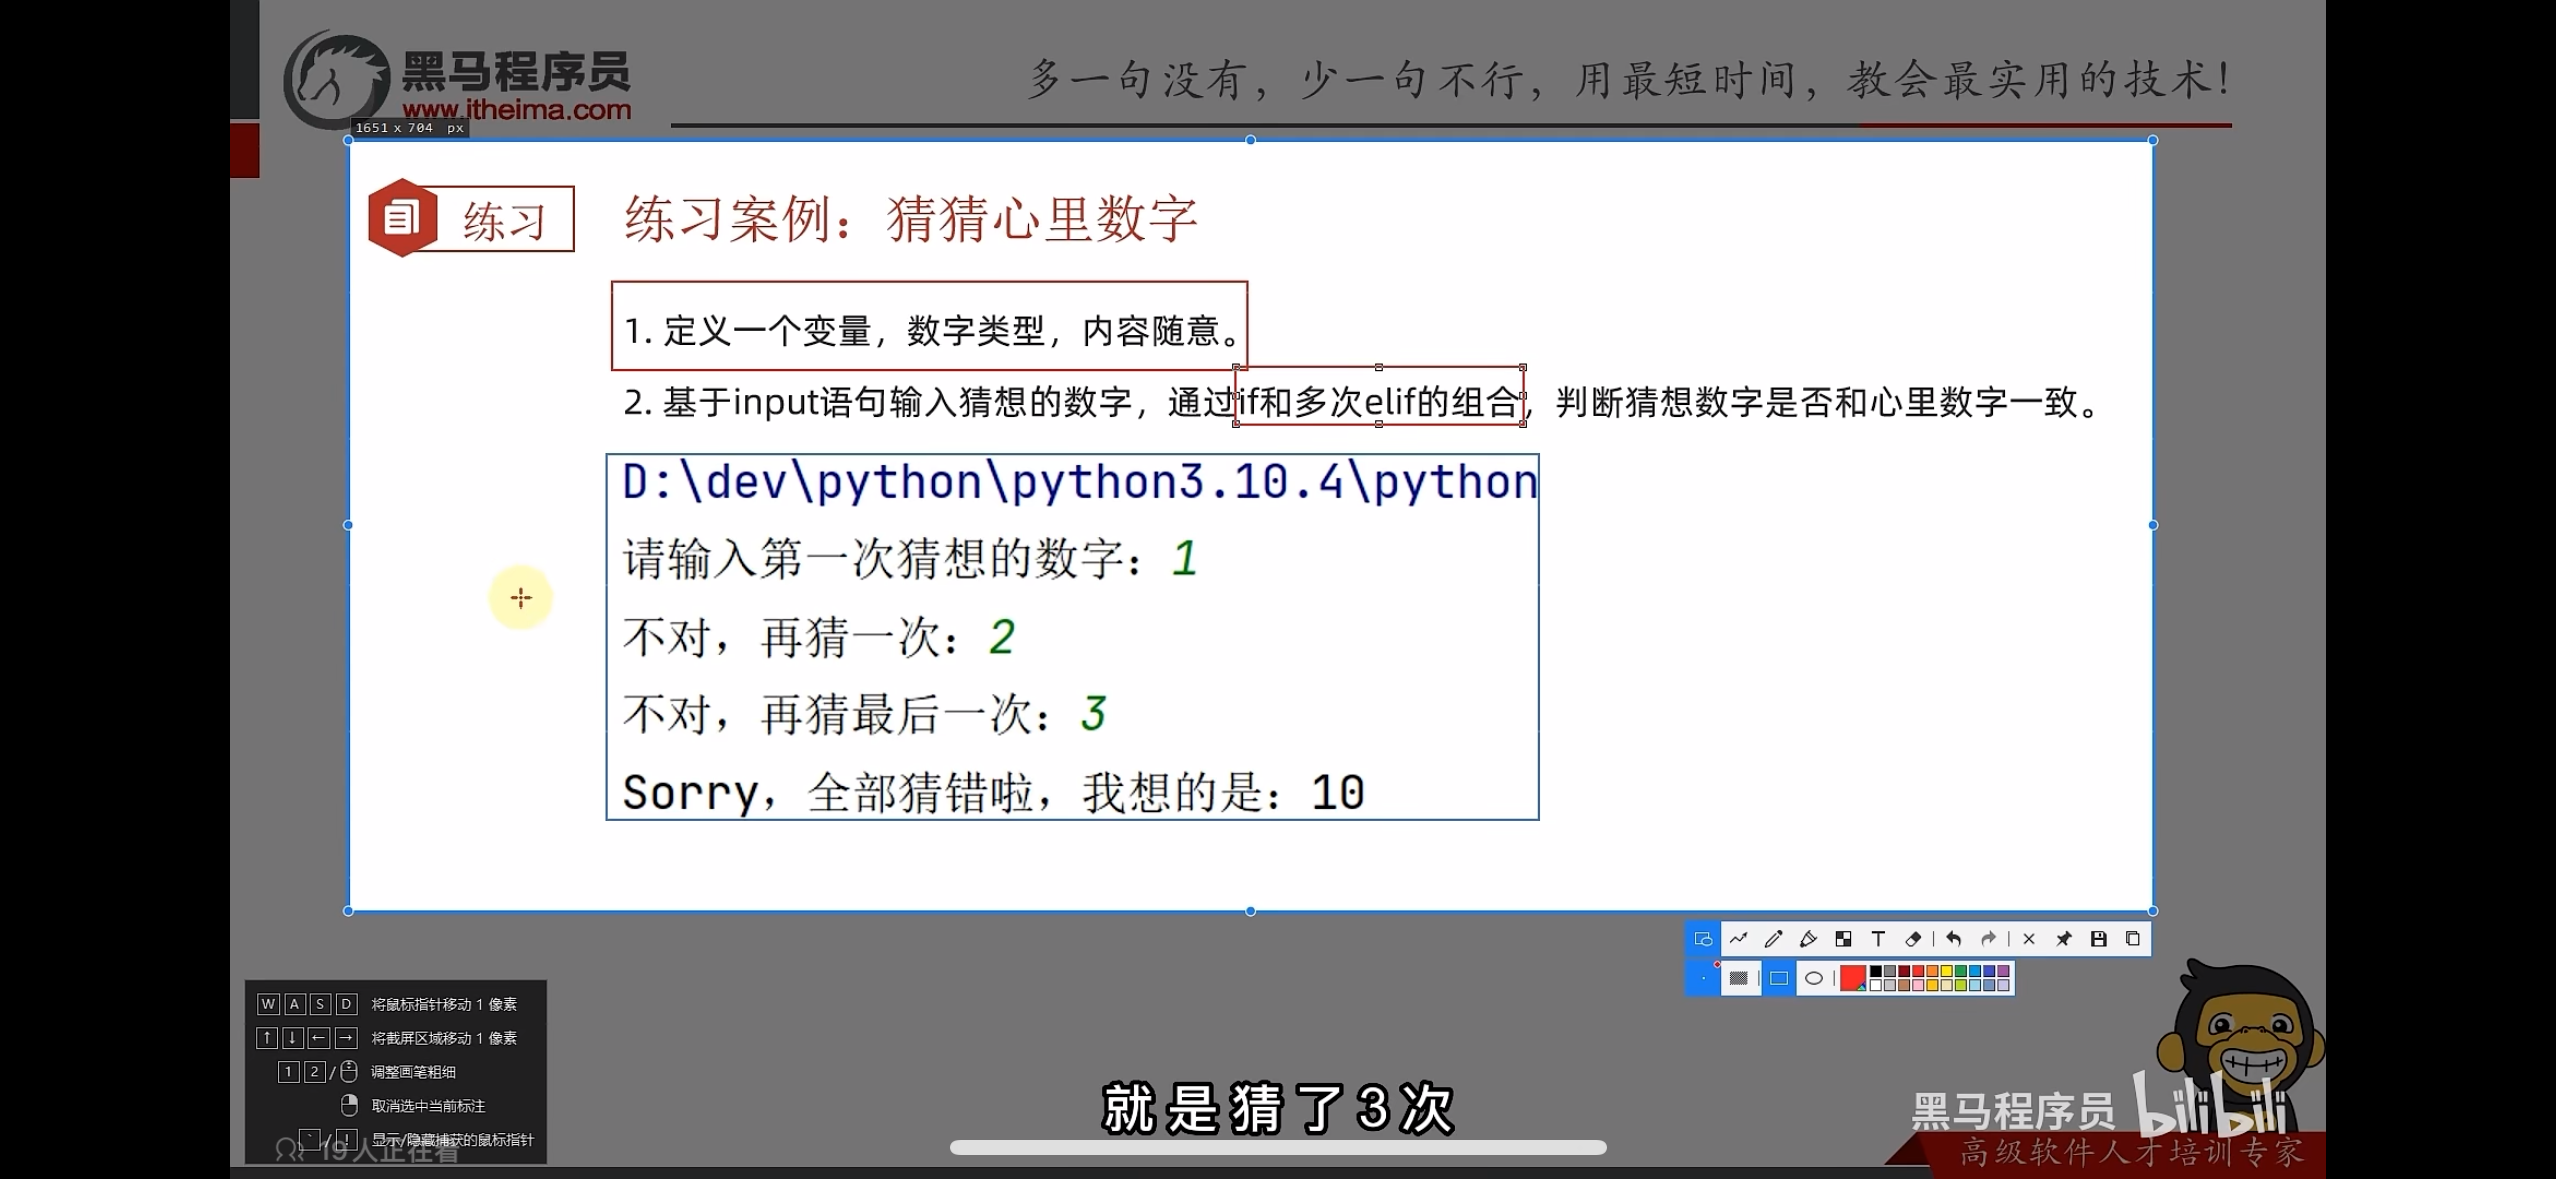 黑马程序员
www.itheima.com
多一句没有，少一句不行，用最短时间，教会最实用的技术！
1651 x 704 px
练习
练习案例：猜猜心里数字
1. 定义一个变量，数字类型，内容随意。
2. 基于input语句输入猜想的数字，通过if和多次elif的组合，判断猜想数字是否和心里数字一致。
D:\dev\python\python3.10.4\python
请输入第一次猜想的数字：1
不对，再猜一次：2
不对，再猜最后一次：3
Sorry，全部猜错啦，我想的是：10
W A S D 将鼠标指针移动 1 像素
↑ ↓ ← → 将截屏区域移动 1 像素
1 2 / 调整画笔粗细
取消选中当前标注
` / ! 显示/隐藏捕获的鼠标指针
19人正在看
就是猜了3次
黑马程序员 bilibili
高级软件人才培训专家